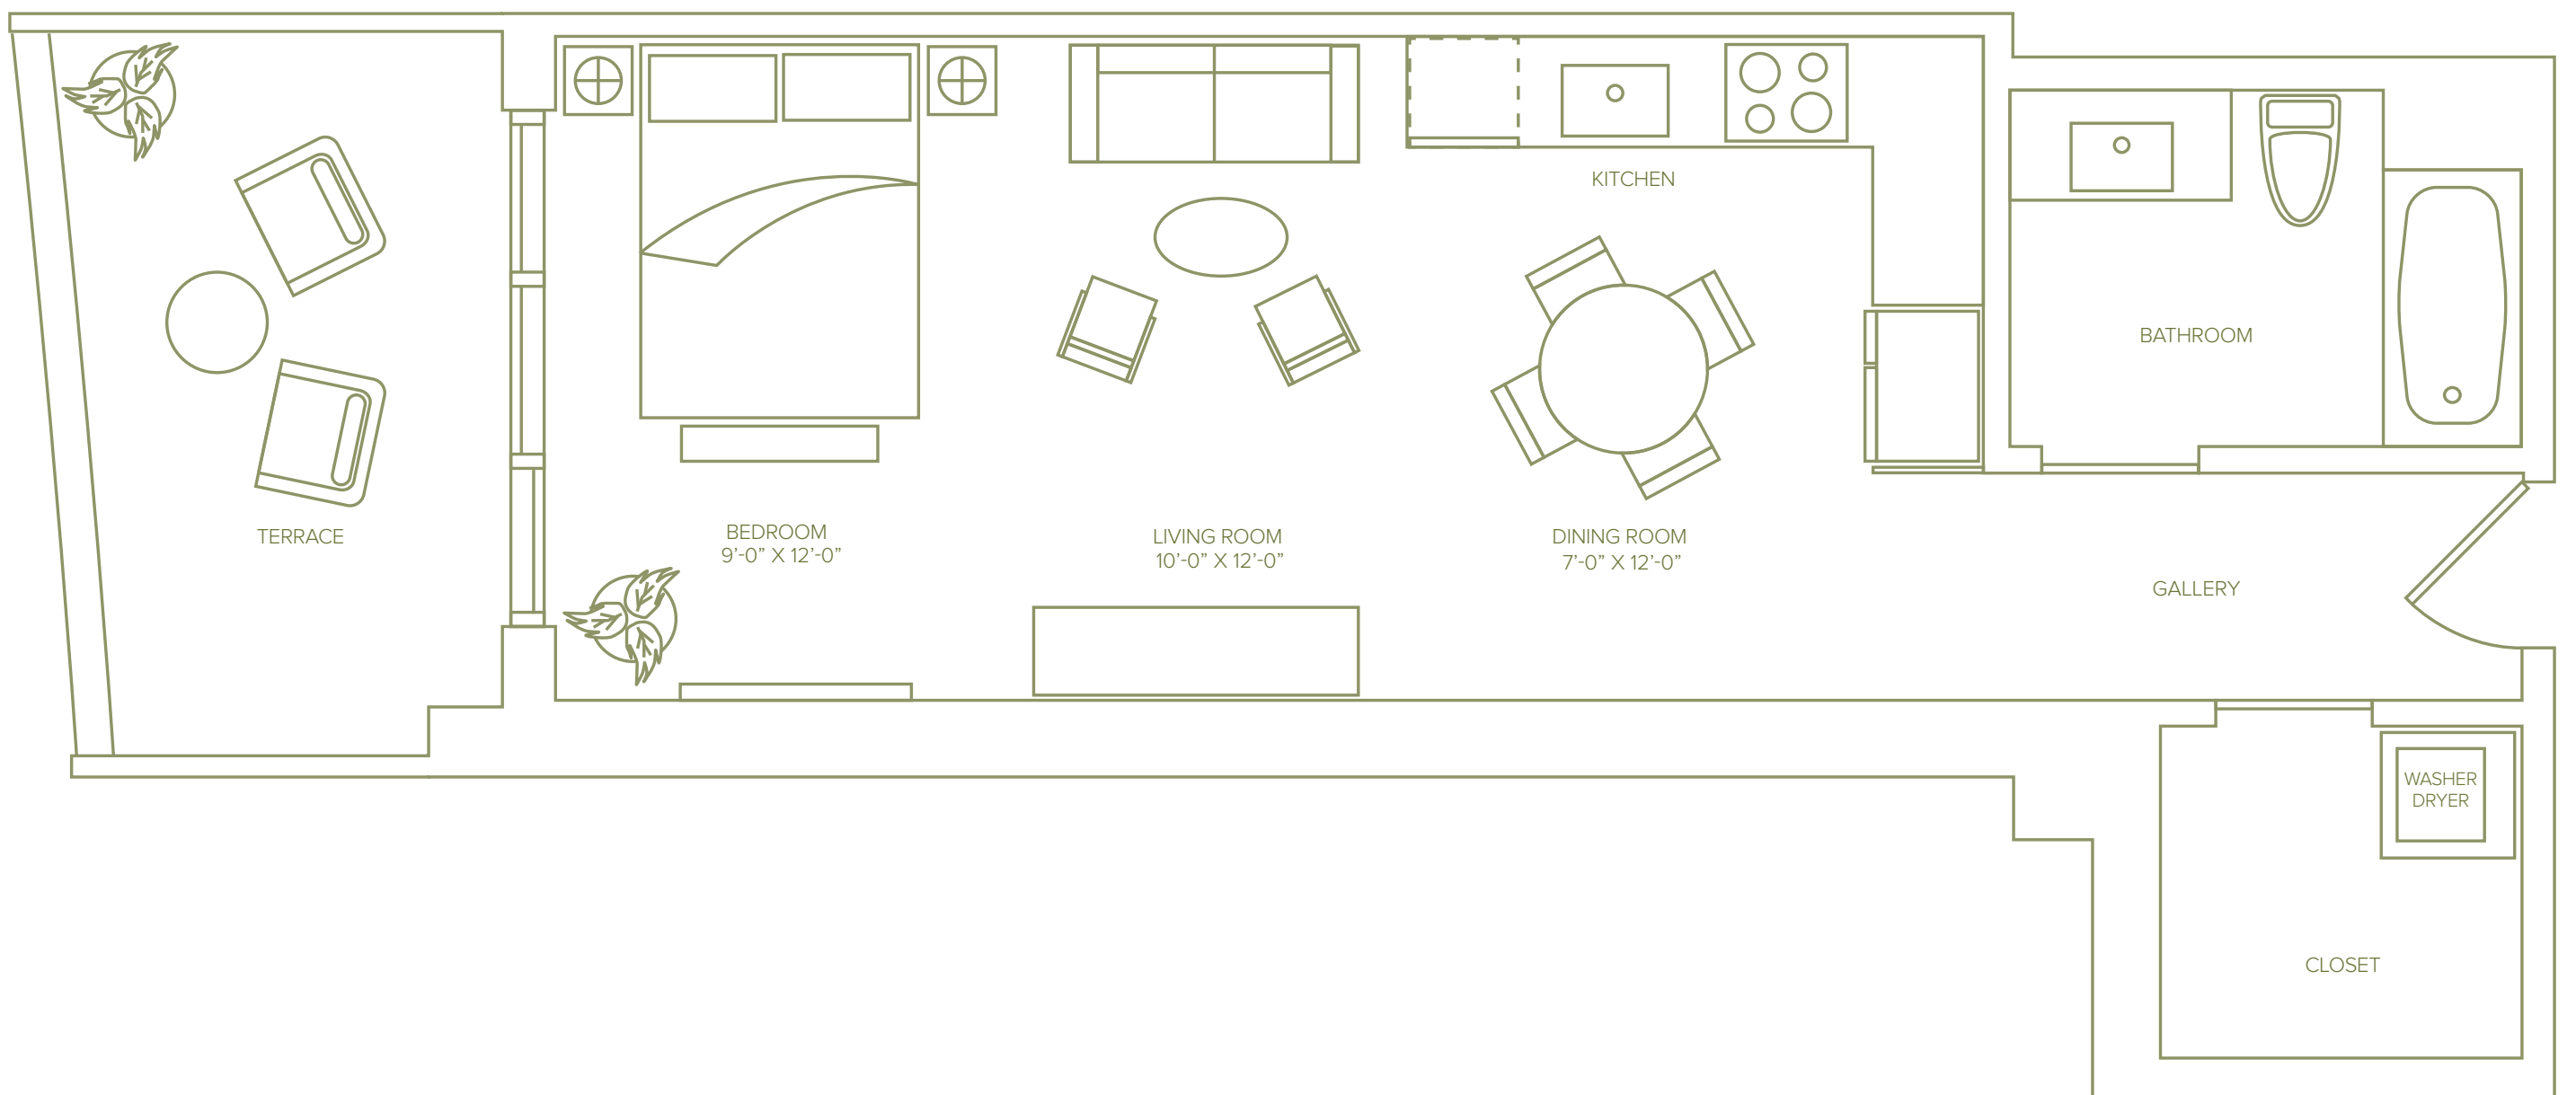 KITCHEN
BATHROOM
TERRACE
BEDROOM
9’-0” X 12’-0”
LIVING ROOM
10’-0” X 12’-0”
DINING ROOM
7’-0” X 12’-0”
GALLERY
WASHER
DRYER
CLOSET